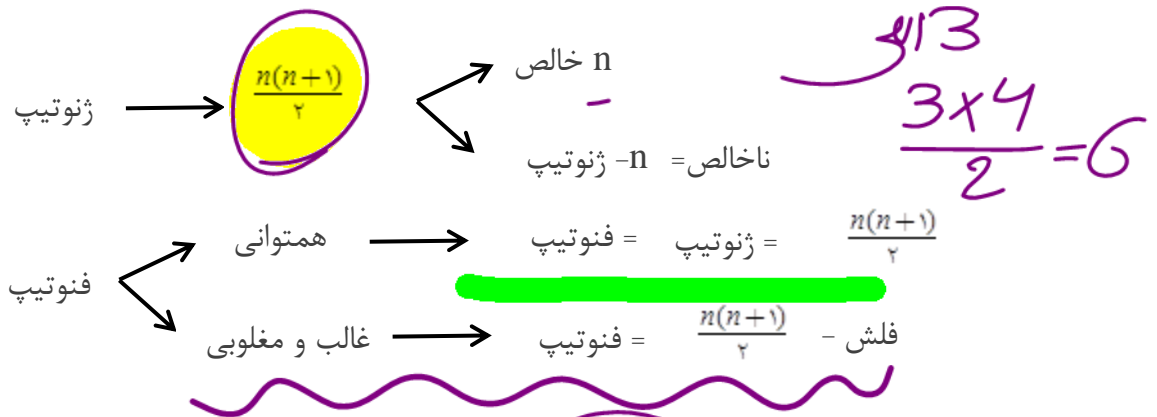 ژنوتیپ → n(n+۱)/۲
n خالص
ناخالص= n- ژنوتیپ
3
3×4/2=6
فنوتیپ
همتوانی → فنوتیپ = ژنوتیپ = n(n+۱)/۲
غالب و مغلوبی → فنوتیپ = n(n+۱)/۲ - فلش